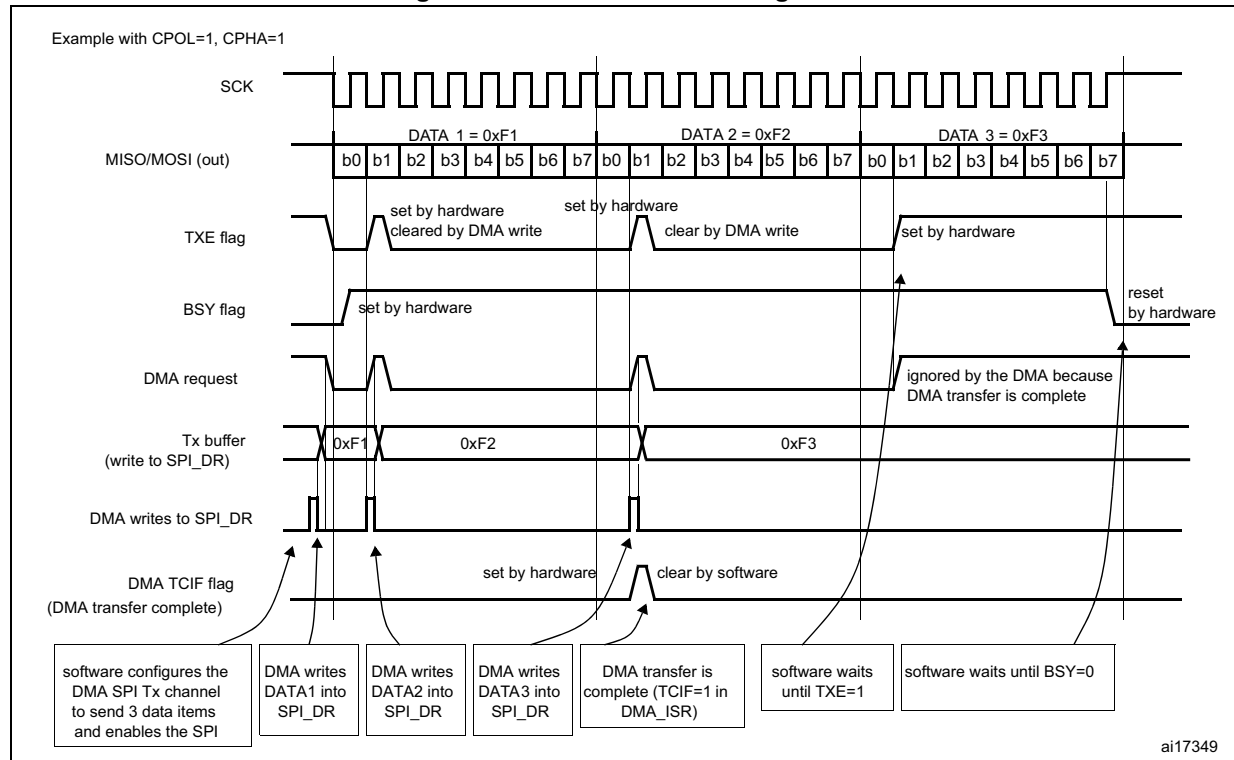 Example with CPOL=1, CPHA=1
SCK
DATA 1 = 0xF1
DATA 2 = 0xF2
DATA 3 = 0xF3
MISO/MOSI (out)
b0 b1 b2 b3 b4 b5 b6 b7 b0 b1 b2 b3 b4 b5 b6 b7 b0 b1 b2 b3 b4 b5 b6 b7
TXE flag
set by hardware
cleared by DMA write
set by hardware
clear by DMA write
set by hardware
BSY flag
set by hardware
reset
by hardware
DMA request
ignored by the DMA because
DMA transfer is complete
Tx buffer
(write to SPI_DR)
0xF1
0xF2
0xF3
DMA writes to SPI_DR
DMA TCIF flag
(DMA transfer complete)
set by hardware
clear by software
software configures the
DMA SPI Tx channel
to send 3 data items
and enables the SPI
DMA writes
DATA1 into
SPI_DR
DMA writes
DATA2 into
SPI_DR
DMA writes
DATA3 into
SPI_DR
DMA transfer is
complete (TCIF=1 in
DMA_ISR)
software waits
until TXE=1
software waits until BSY=0
ai17349